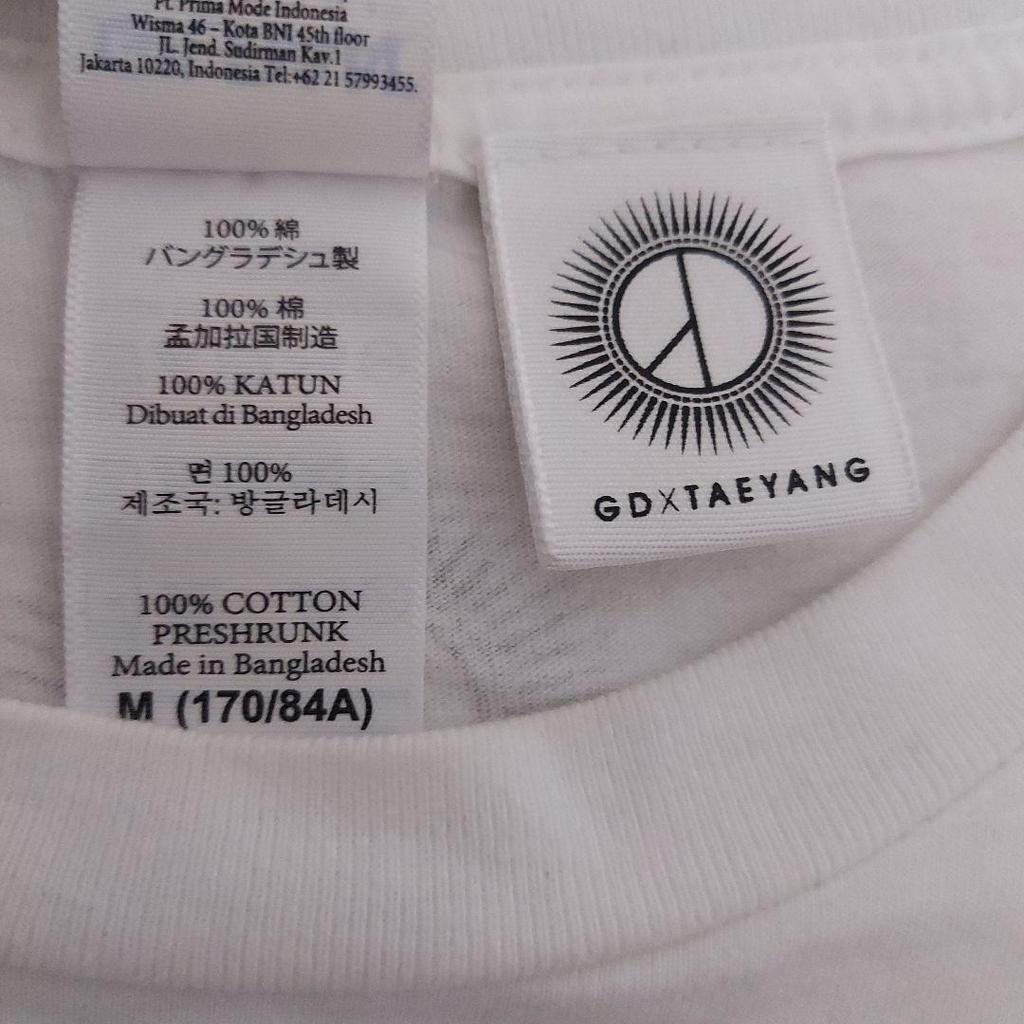 Pt. Prima Mode Indonesia
Wisma 46 – Kota BNI 45th floor
JL. Jend. Sudirman Kav.1
Jakarta 10220, Indonesia Tel:+62 21 57993455.
100% 綿
バングラデシュ製
100% 棉
孟加拉国制造
100% KATUN
Dibuat di Bangladesh
면 100%
제조국: 방글라데시
100% COTTON
PRESHRUNK
Made in Bangladesh
M (170/84A)
GDXTAEYANG